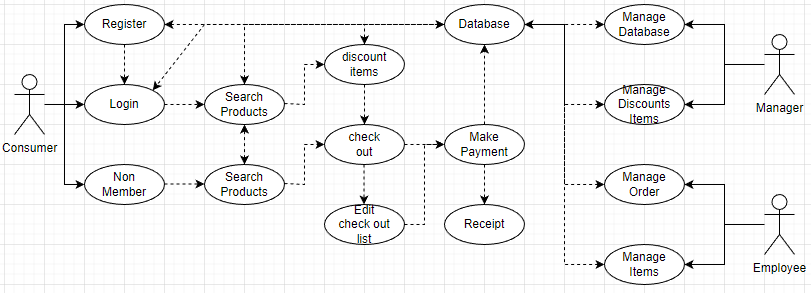 Register
Database
Manage
Database
discount
items
Login
Search
Products
Manage
Discounts
Items
Manager
Consumer
check
out
Make
Payment
Non
Member
Search
Products
Manage
Order
Edit
check out
list
Receipt
Manage
Items
Employee